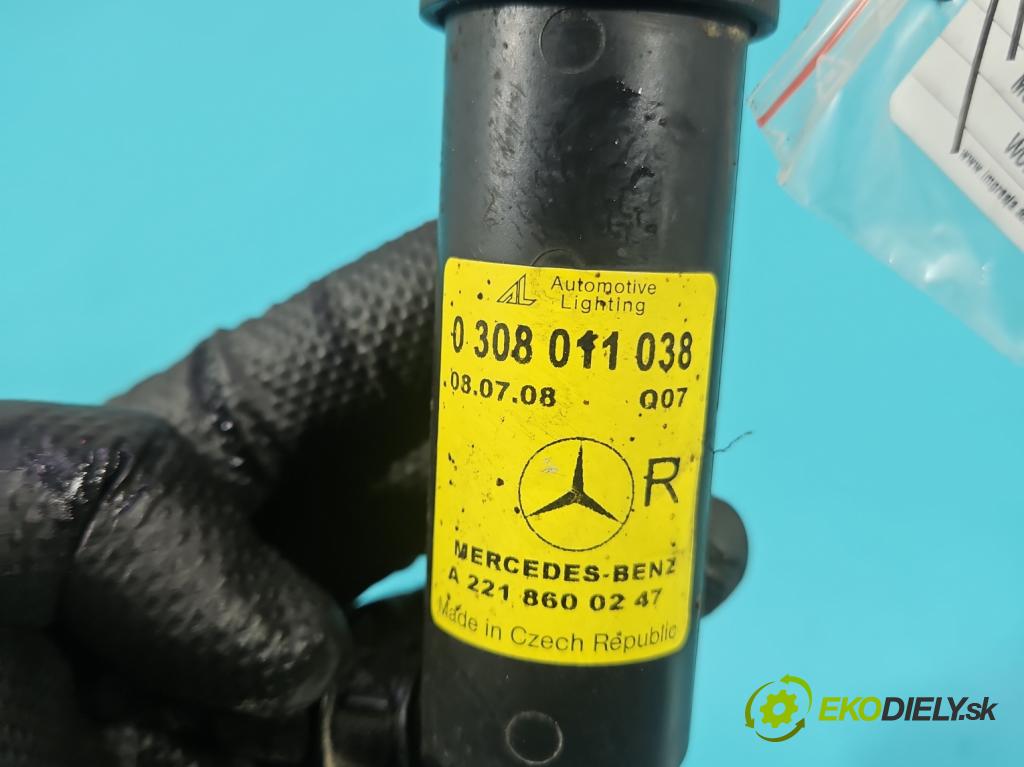 AL Automotive
Lighting
0 308 011 038
08.07.08 Q07
R
MERCEDES-BENZ
A 221 860 02 47
Made in Czech Republic
EKODIELY.sk